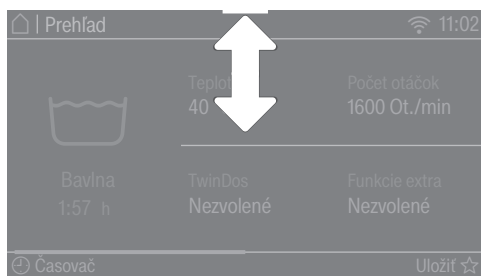 Prehľad 11:02
Teplot Počet otáčok
40 1600 Ot./min
Bavlna TwinDos Funkcie extra
1:57 h Nezvolené Nezvolené
Časovač Uložiť